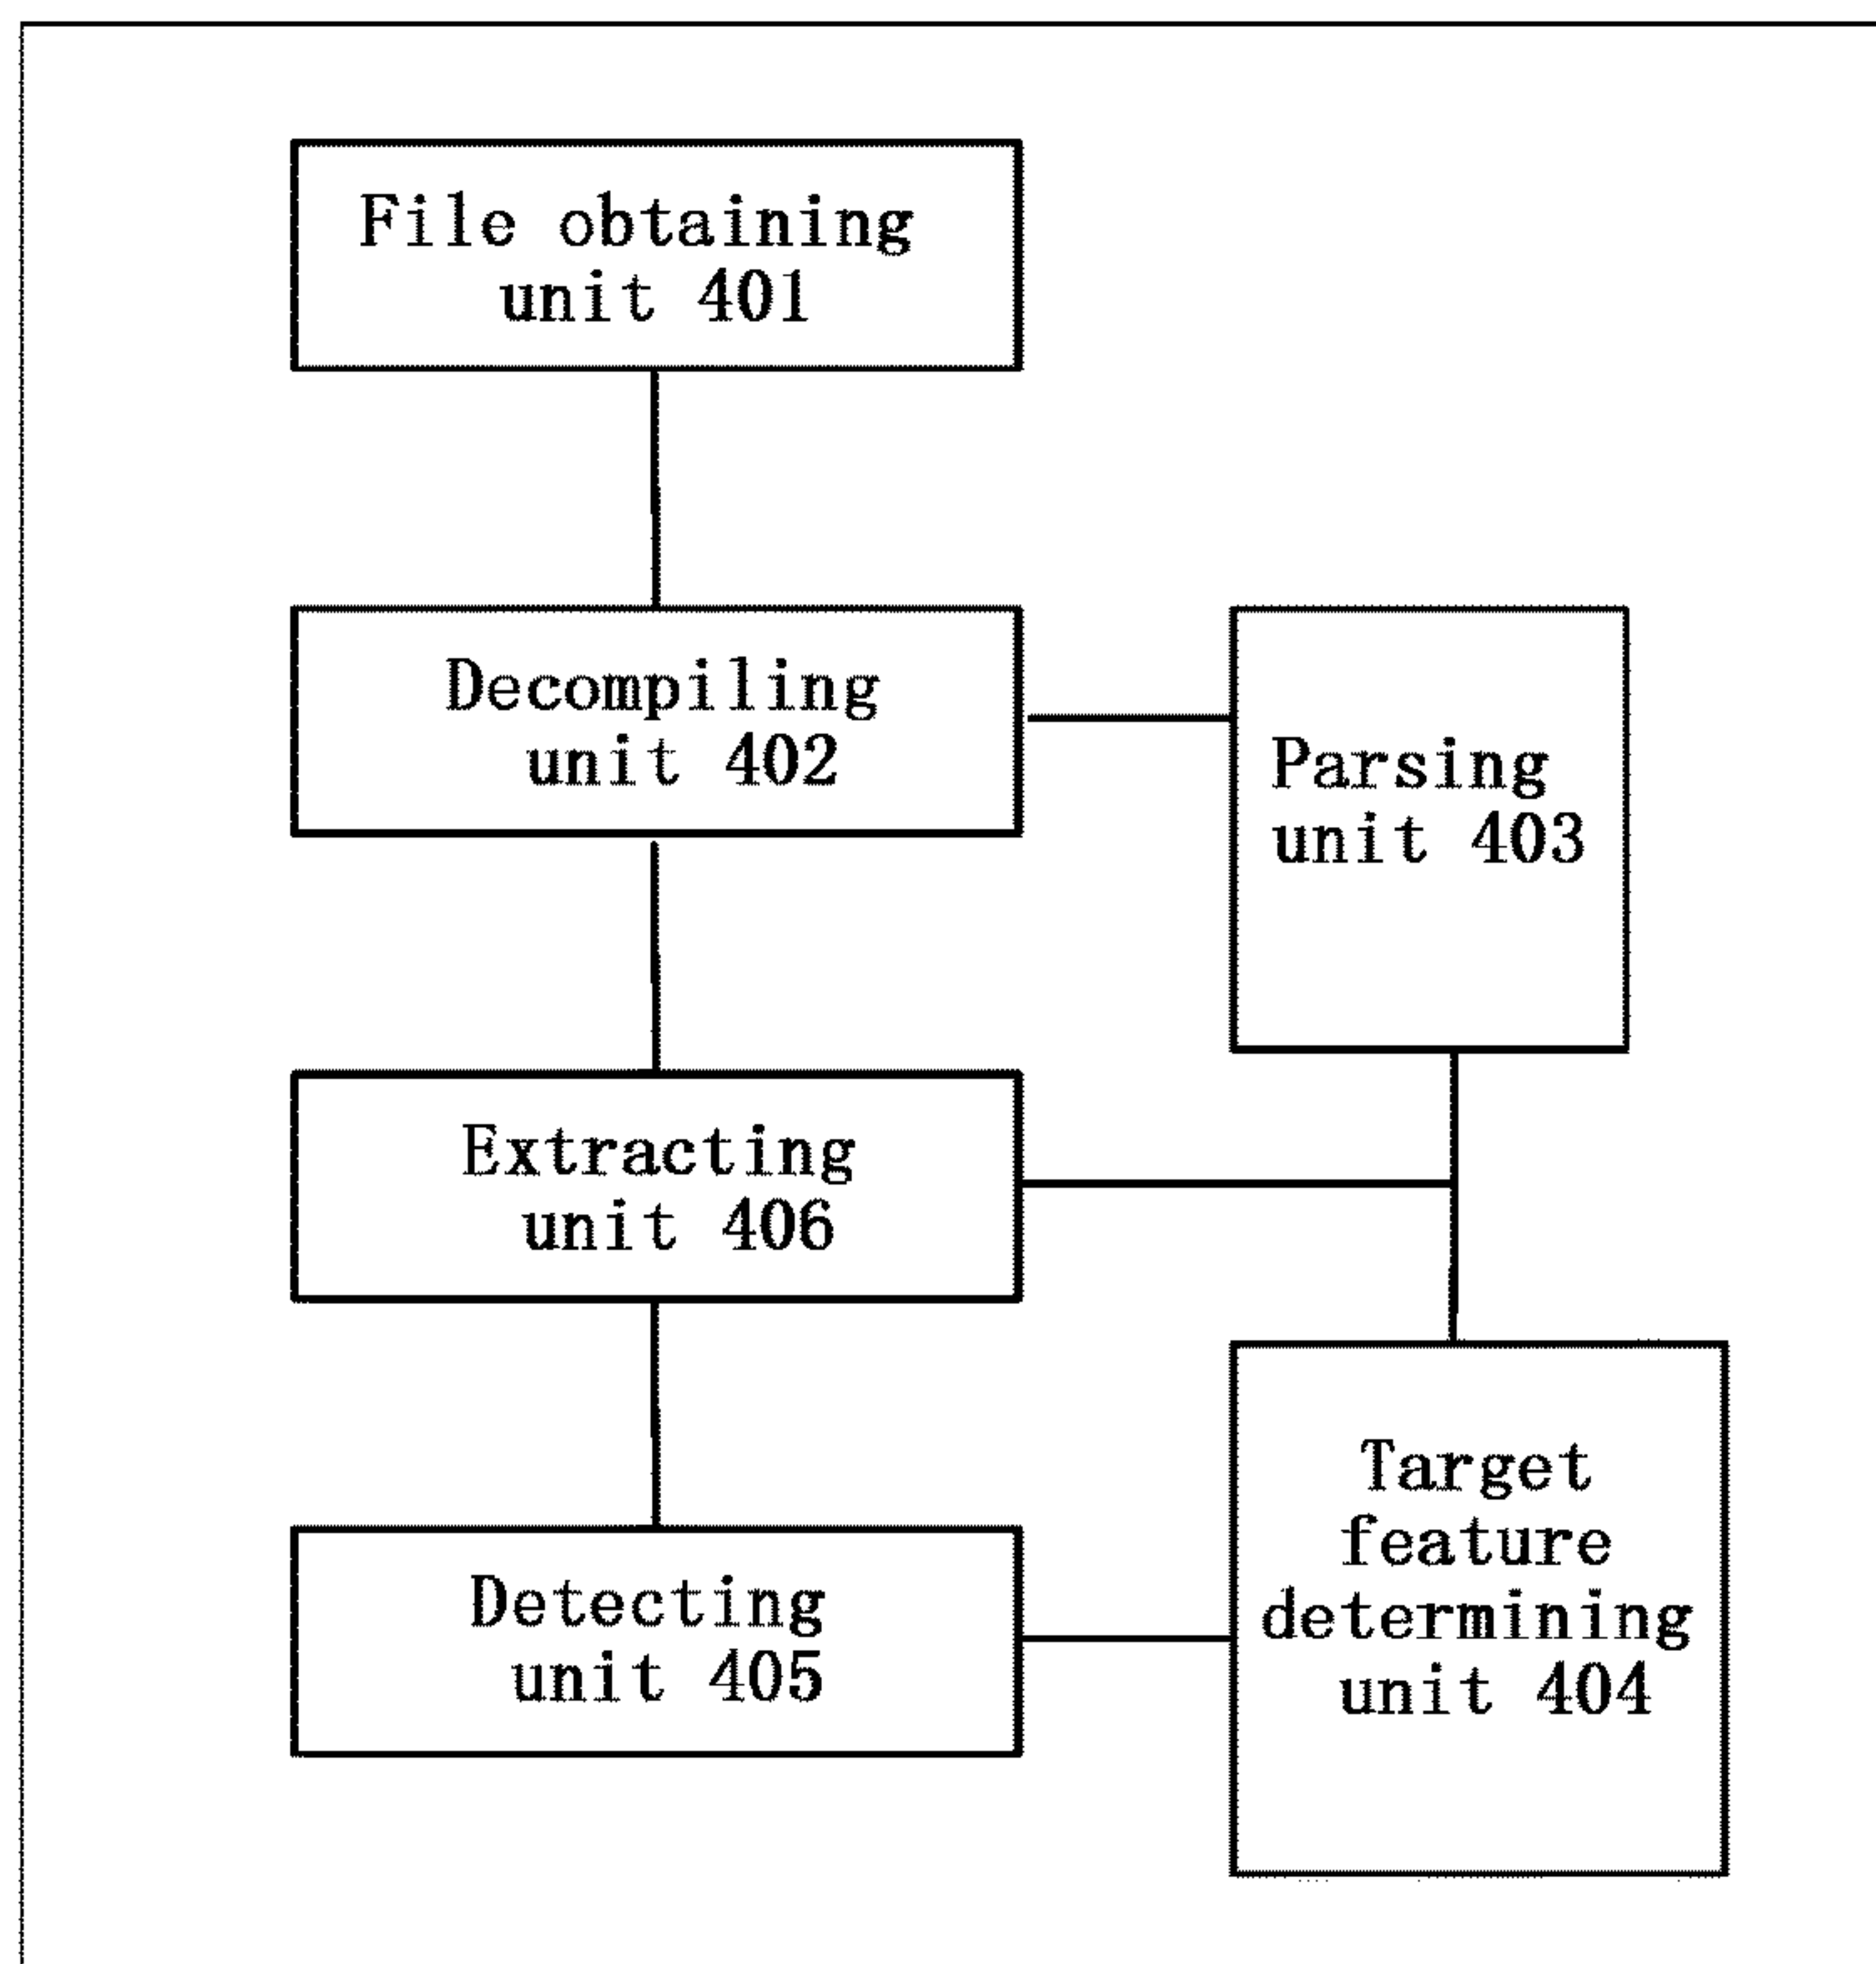 File obtaining
unit 401
Decompiling
unit 402
Parsing
unit 403
Extracting
unit 406
Detecting
unit 405
Target
feature
determining
unit 404